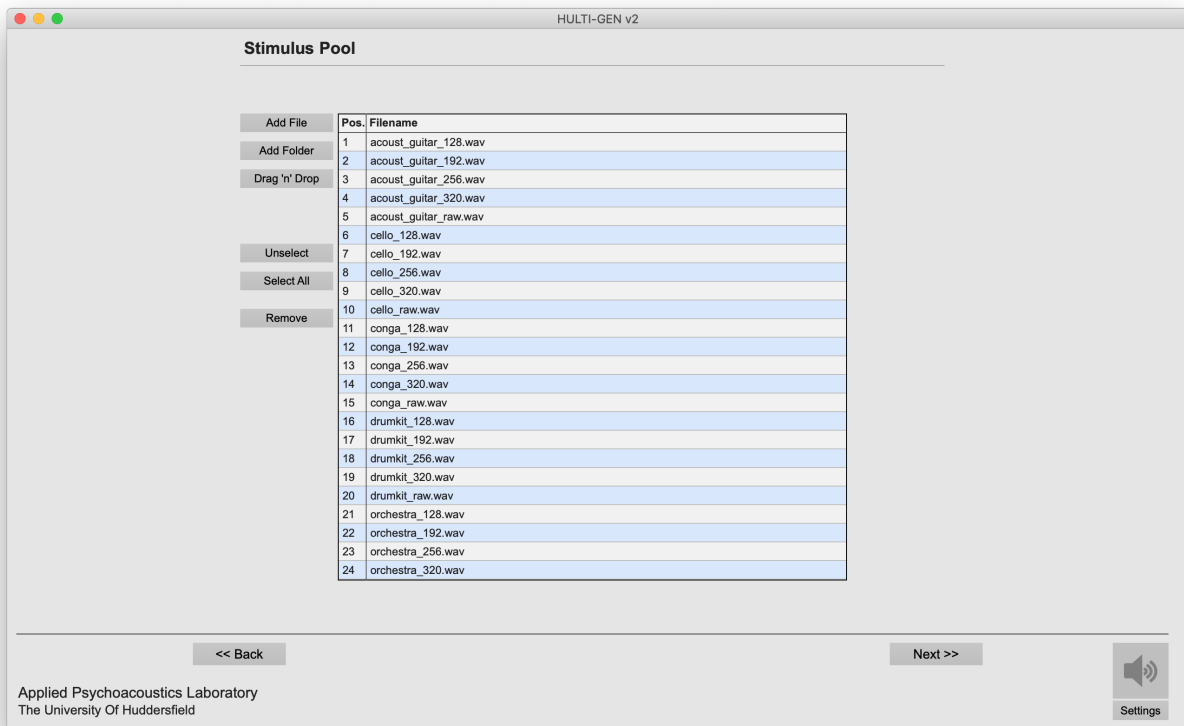 HULTI-GEN v2
Stimulus Pool
Add File
Add Folder
Drag 'n' Drop
Unselect
Select All
Remove
Pos. Filename
1 acoust_guitar_128.wav
2 acoust_guitar_192.wav
3 acoust_guitar_256.wav
4 acoust_guitar_320.wav
5 acoust_guitar_raw.wav
6 cello_128.wav
7 cello_192.wav
8 cello_256.wav
9 cello_320.wav
10 cello_raw.wav
11 conga_128.wav
12 conga_192.wav
13 conga_256.wav
14 conga_320.wav
15 conga_raw.wav
16 drumkit_128.wav
17 drumkit_192.wav
18 drumkit_256.wav
19 drumkit_320.wav
20 drumkit_raw.wav
21 orchestra_128.wav
22 orchestra_192.wav
23 orchestra_256.wav
24 orchestra_320.wav
<< Back
Next >>
Applied Psychoacoustics Laboratory
The University Of Huddersfield
Settings